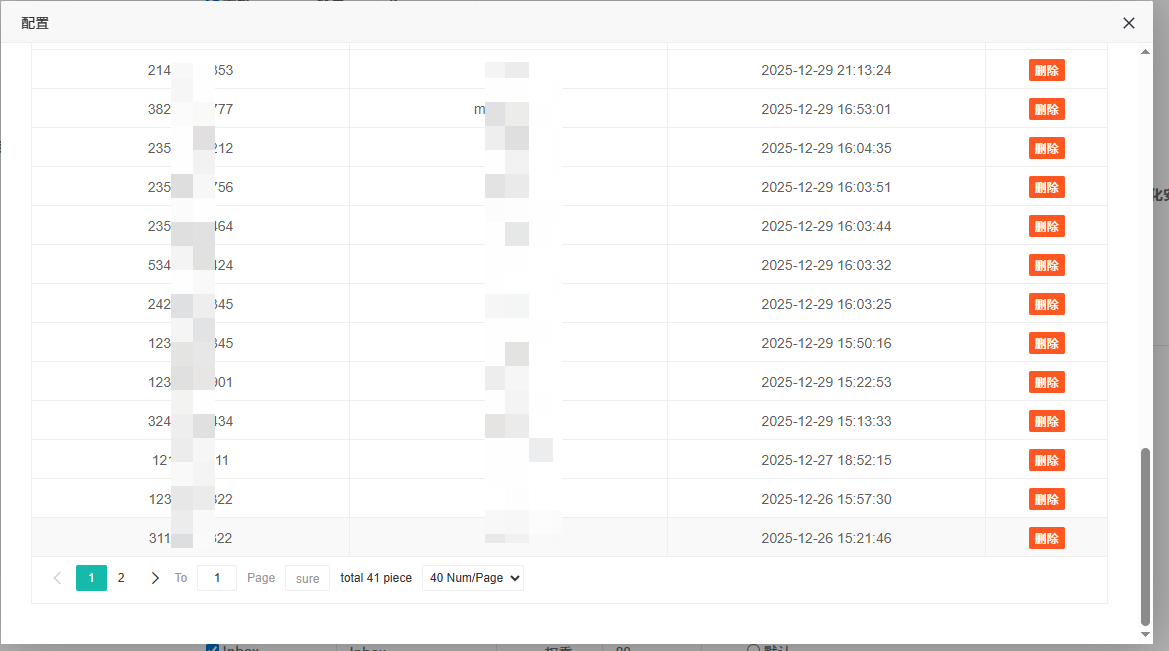 配置
214 353 2025-12-29 21:13:24 删除
382 777 m 2025-12-29 16:53:01 删除
235 212 2025-12-29 16:04:35 删除
235 756 2025-12-29 16:03:51 删除
235 464 2025-12-29 16:03:44 删除
534 424 2025-12-29 16:03:32 删除
242 345 2025-12-29 16:03:25 删除
123 345 2025-12-29 15:50:16 删除
123 901 2025-12-29 15:22:53 删除
324 434 2025-12-29 15:13:33 删除
121 11 2025-12-27 18:52:15 删除
123 322 2025-12-26 15:57:30 删除
311 322 2025-12-26 15:21:46 删除
1 2 To 1 Page sure total 41 piece 40 Num/Page